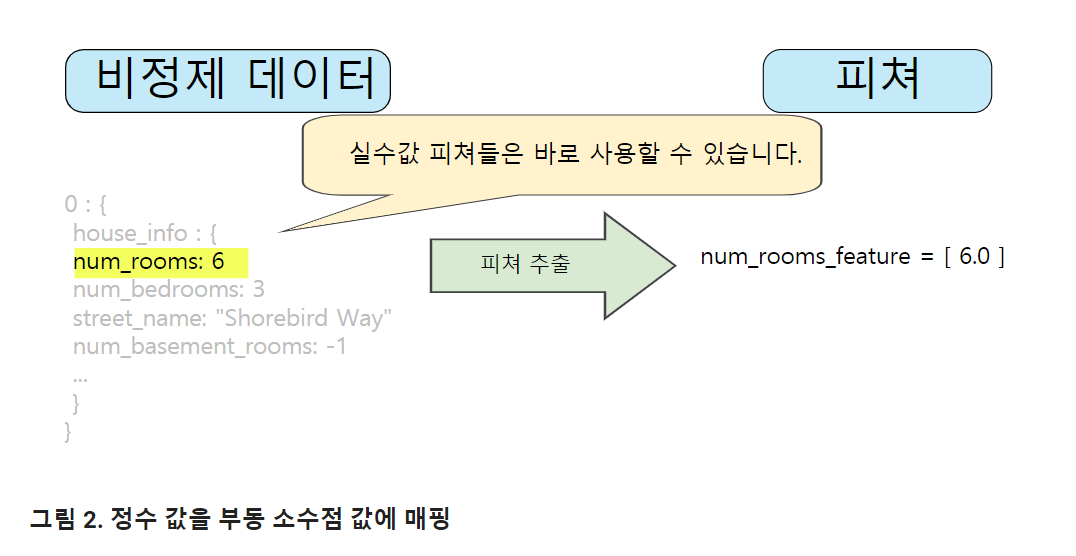 비정제 데이터
피쳐
실수값 피쳐들은 바로 사용할 수 있습니다.
0 : {
house_info : {
num_rooms: 6
num_bedrooms: 3
street_name: "Shorebird Way"
num_basement_rooms: -1
...
}
}
피쳐 추출
num_rooms_feature = [ 6.0 ]
그림 2. 정수 값을 부동 소수점 값에 매핑